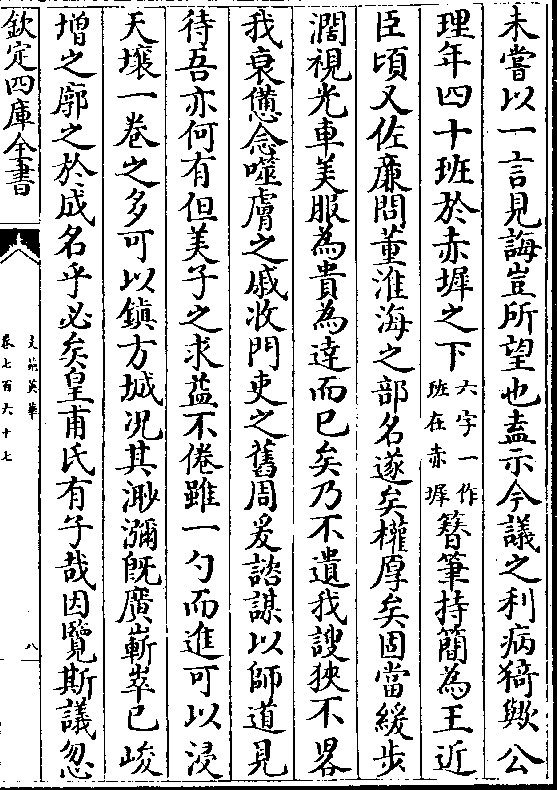 未嘗以一言見誨豈所望也盍示今議之利病猗歟公
理年四十班於赤墀之下六字一作班在赤墀簪筆持簡為王近
臣頃又佐廉問董淮海之部名遂矣權厚矣固當緩步
濶視光車美服為貴為達而已矣乃不遺我謏狹不畧
我衰憊念噬膚之戚收門吏之舊周爰諮謀以師道見
待吾亦何有但美子之求益不倦雖一勺而進可以浸
天壤一卷之多可以鎮方城況其渺瀰既廣嶄崒已峻
增之廓之於成名乎必矣皇甫氏有子哉因覽斯議忽
欽定四庫全書
文苑英華
卷七百六十七
八